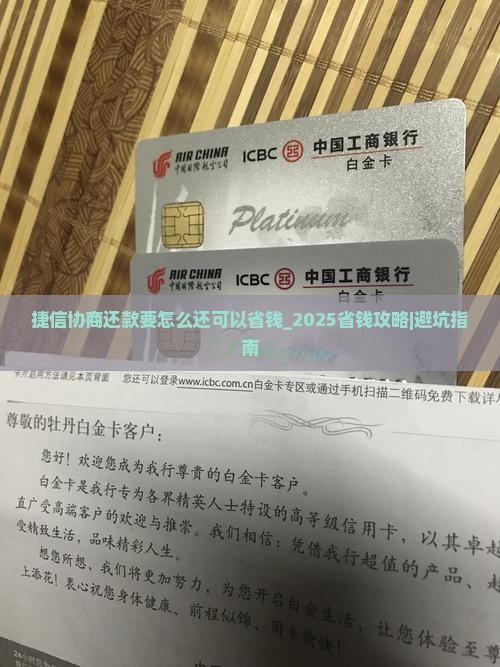 AIR CHINA
中国国际航空公司
ICBC 中国工商银行
白金卡
Platinum
AIR CHINA
中国国际航空公司
ICBC 中国工商银行
白金卡
捷信协商还款要怎么还可以省钱_2025省钱攻略|避坑指
南
卡片启用方法请见本页背面 您还可以登录www.icbc.com.cn白金卡专区或通过手机扫描二维码免费下载详
尊敬的牡丹白金卡客户：
您好！欢迎您成为我行尊贵的白金卡客户。
白金卡是我行专为各界精英人士特设的高等级信用卡，以其卓越
直广受高端客户的欢迎与推崇。我们相信：凭借我行超值的产品、超
受精致生活，品味精彩人生。
想您所想，我们将更加努力，为您开启白金生活，让您体验至尊
上添花！衷心祝您身体健康、前程似锦、用卡愉快！
24小时